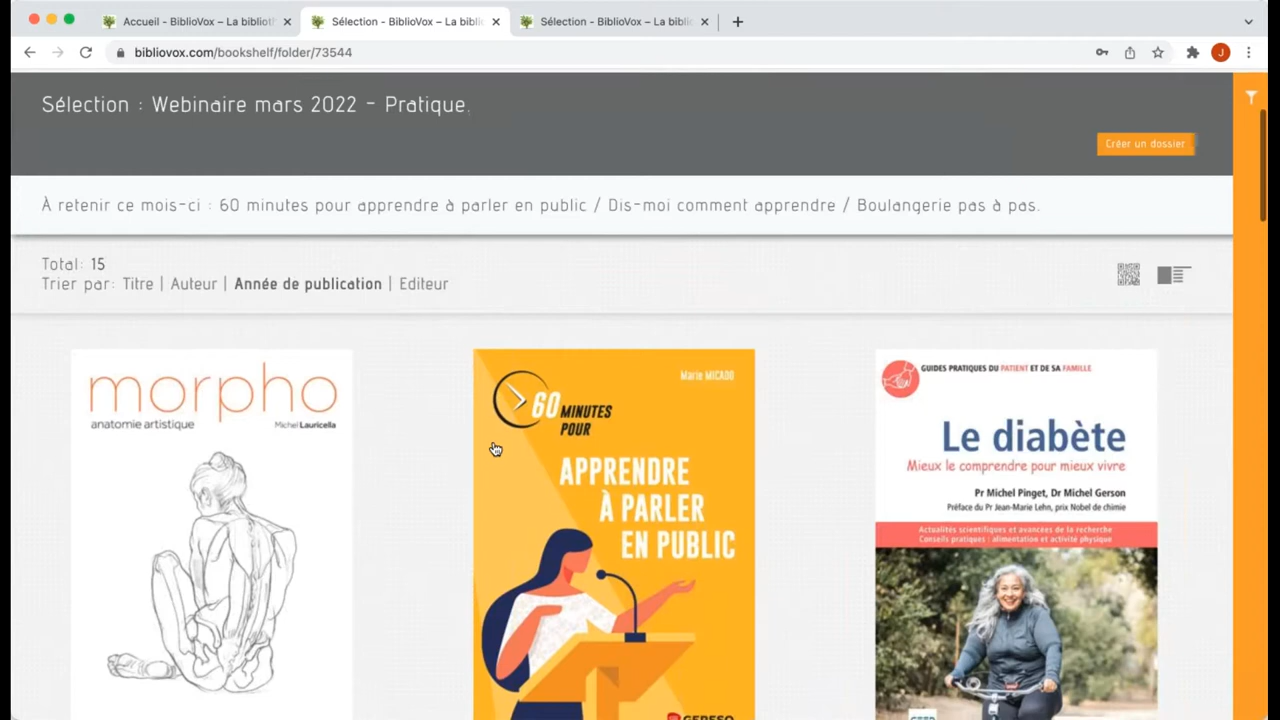 Accueil - BiblioVox – La biblioth
Sélection - BiblioVox – La biblic
Sélection - BiblioVox – La biblic
bibliovox.com/bookshelf/folder/73544
J
Sélection : Webinaire mars 2022 - Pratique.
Créer un dossier
À retenir ce mois-ci : 60 minutes pour apprendre à parler en public / Dis-moi comment apprendre / Boulangerie pas à pas.
Total: 15
Trier par: Titre | Auteur | Année de publication | Editeur
morpho
anatomie artistique
Michel Lauricella
Marie MICADO
60 MINUTES
POUR
APPRENDRE
À PARLER
EN PUBLIC
GERESO
GUIDES PRATIQUES DU PATIENT ET DE SA FAMILLE
Le diabète
Mieux le comprendre pour mieux vivre
Pr Michel Pinget, Dr Michel Gerson
Préface du Pr Jean-Marie Lehn, prix Nobel de chimie
Actualités scientifiques et avancées de la recherche
Conseils pratiques : alimentation et activité physique